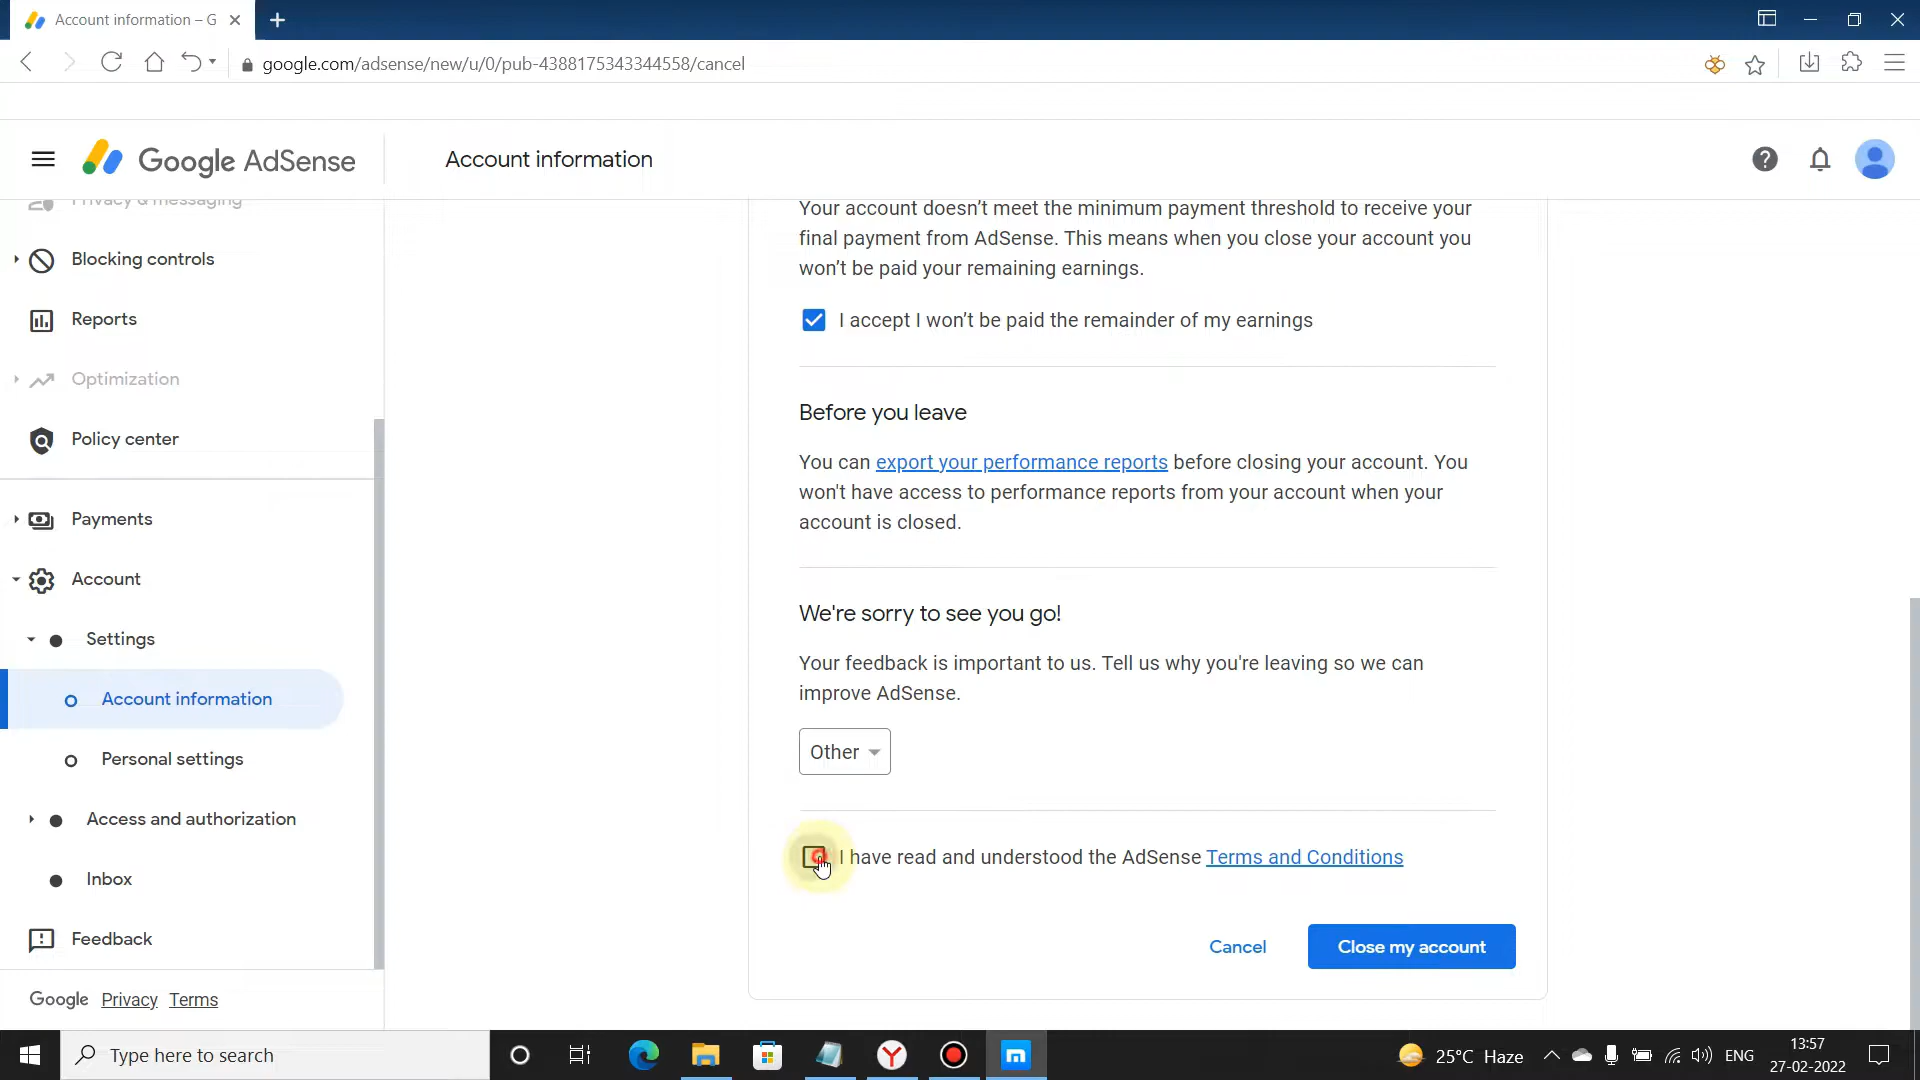 Account information – G
google.com/adsense/new/u/0/pub-4388175343344558/cancel
Google AdSense
Account information
Privacy & messaging
Blocking controls
Reports
Optimization
Policy center
Payments
Account
Settings
Account information
Personal settings
Access and authorization
Inbox
Feedback
Google Privacy Terms
Your account doesn’t meet the minimum payment threshold to receive your
final payment from AdSense. This means when you close your account you
won’t be paid your remaining earnings.
I accept I won’t be paid the remainder of my earnings
Before you leave
You can export your performance reports before closing your account. You
won't have access to performance reports from your account when your
account is closed.
We're sorry to see you go!
Your feedback is important to us. Tell us why you're leaving so we can
improve AdSense.
Other
I have read and understood the AdSense Terms and Conditions
Cancel
Close my account
Type here to search
25°C Haze
ENG
13:57
27-02-2022